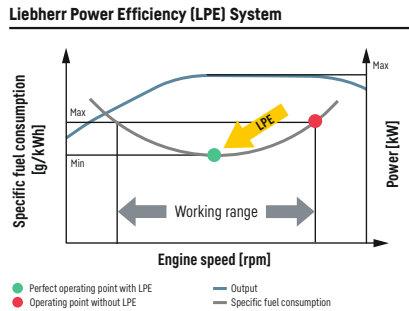 Liebherr Power Efficiency (LPE) System
Specific fuel consumption
[g/kWh]
Max
Min
Max
Power [kW]
LPE
Working range
Engine speed [rpm]
Perfect operating point with LPE
Operating point without LPE
Output
Specific fuel consumption